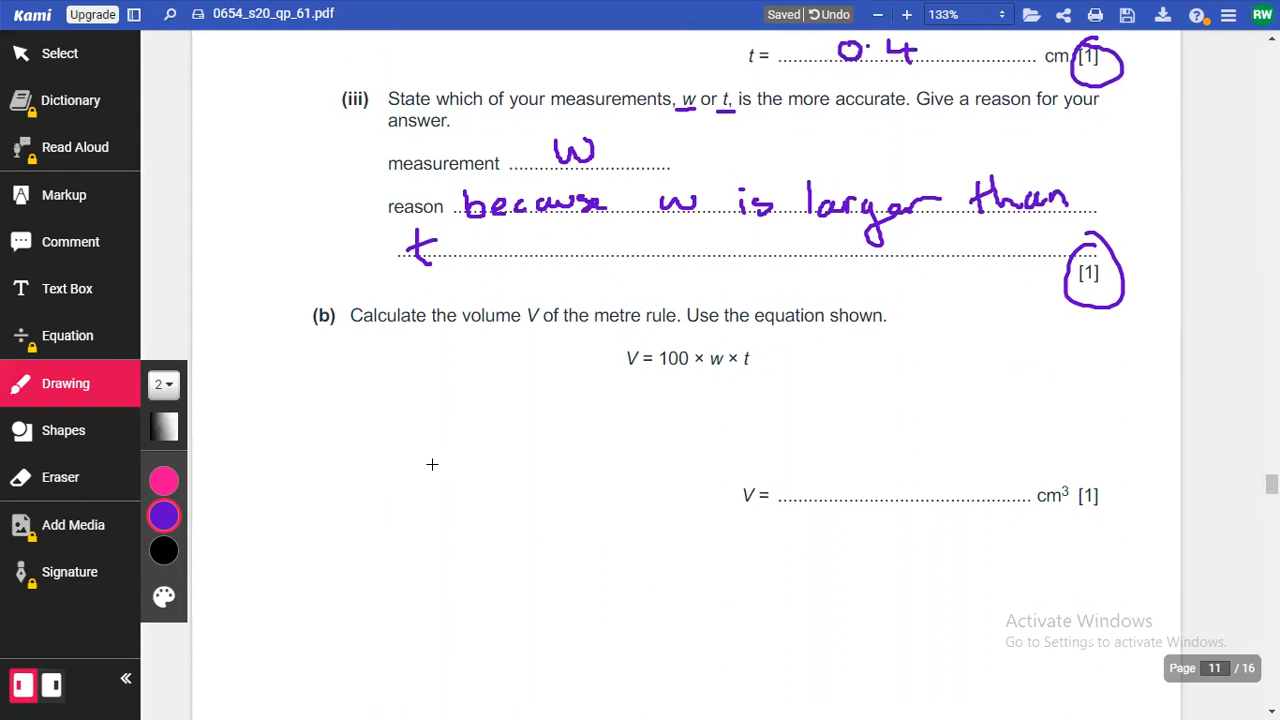 Kami
Upgrade
0654_s20_qp_61.pdf
Saved Undo
133%
RW
Select
Dictionary
Read Aloud
Markup
Comment
Text Box
Equation
Drawing
Shapes
Eraser
Add Media
Signature
2
t = 0.4 cm [1]
(iii) State which of your measurements, w or t, is the more accurate. Give a reason for your
answer.
measurement w
reason because w is larger than
t
[1]
(b) Calculate the volume V of the metre rule. Use the equation shown.
V = 100 × w × t
V = ................................................ cm³ [1]
Activate Windows
Go to Settings to activate Windows.
Page 11 / 16